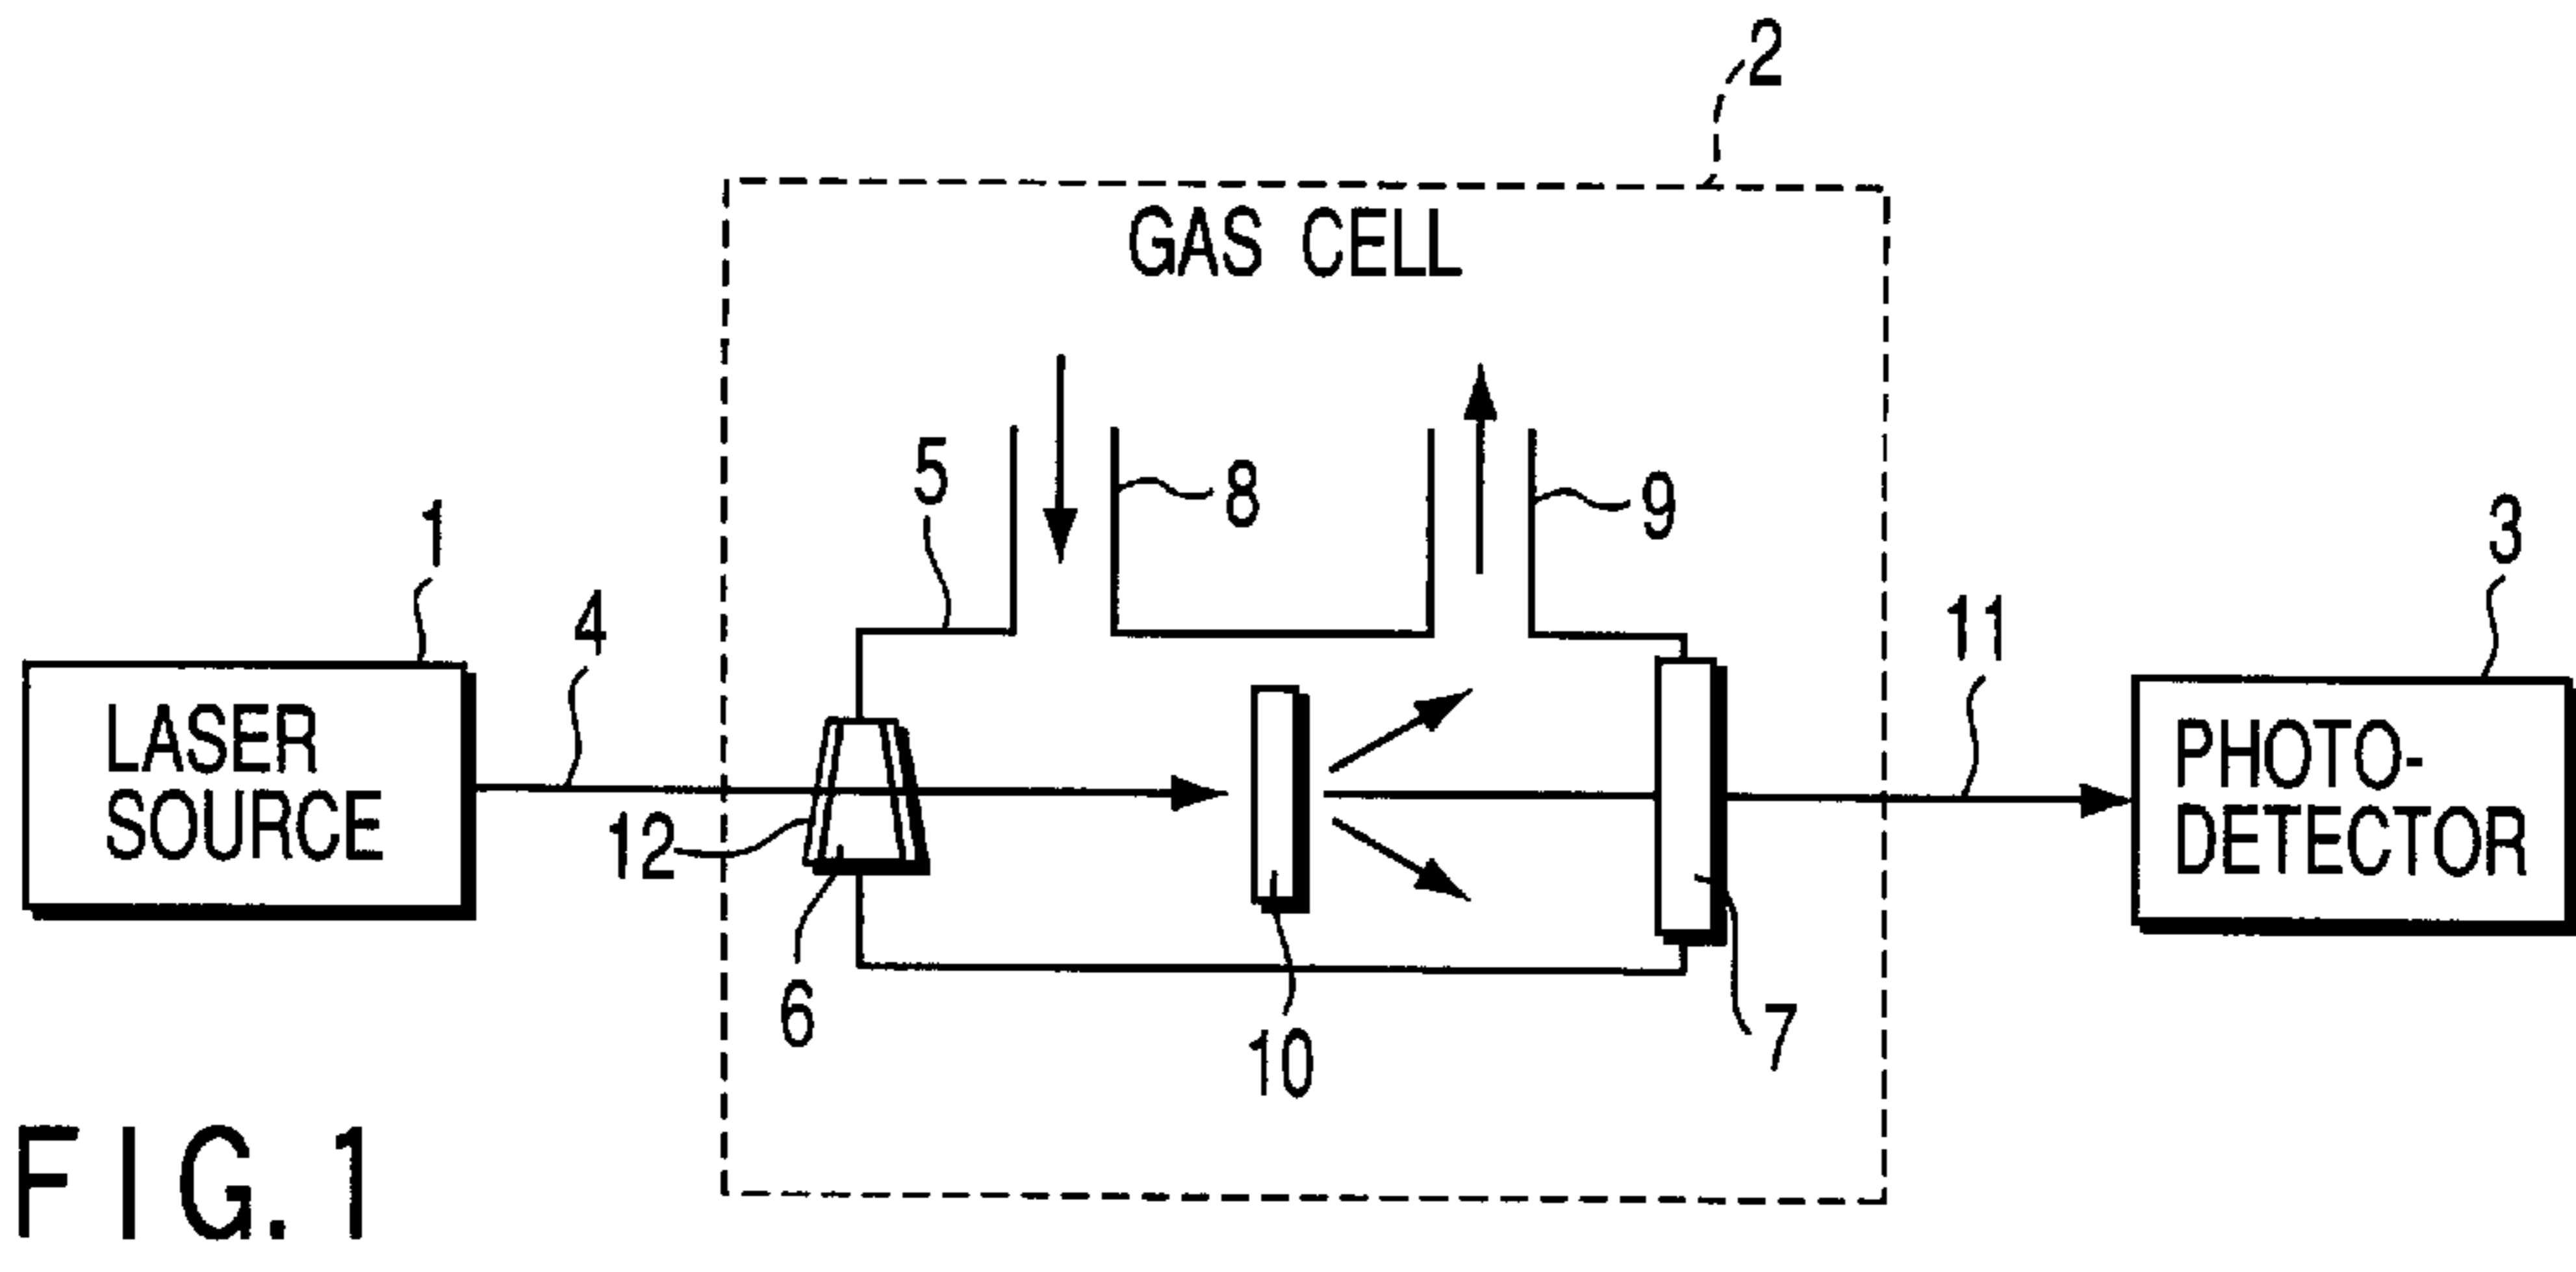 2
GAS CELL
5
8
9
1
4
3
11
LASER
SOURCE
PHOTO-
DETECTOR
12
6
10
7
FIG. 1